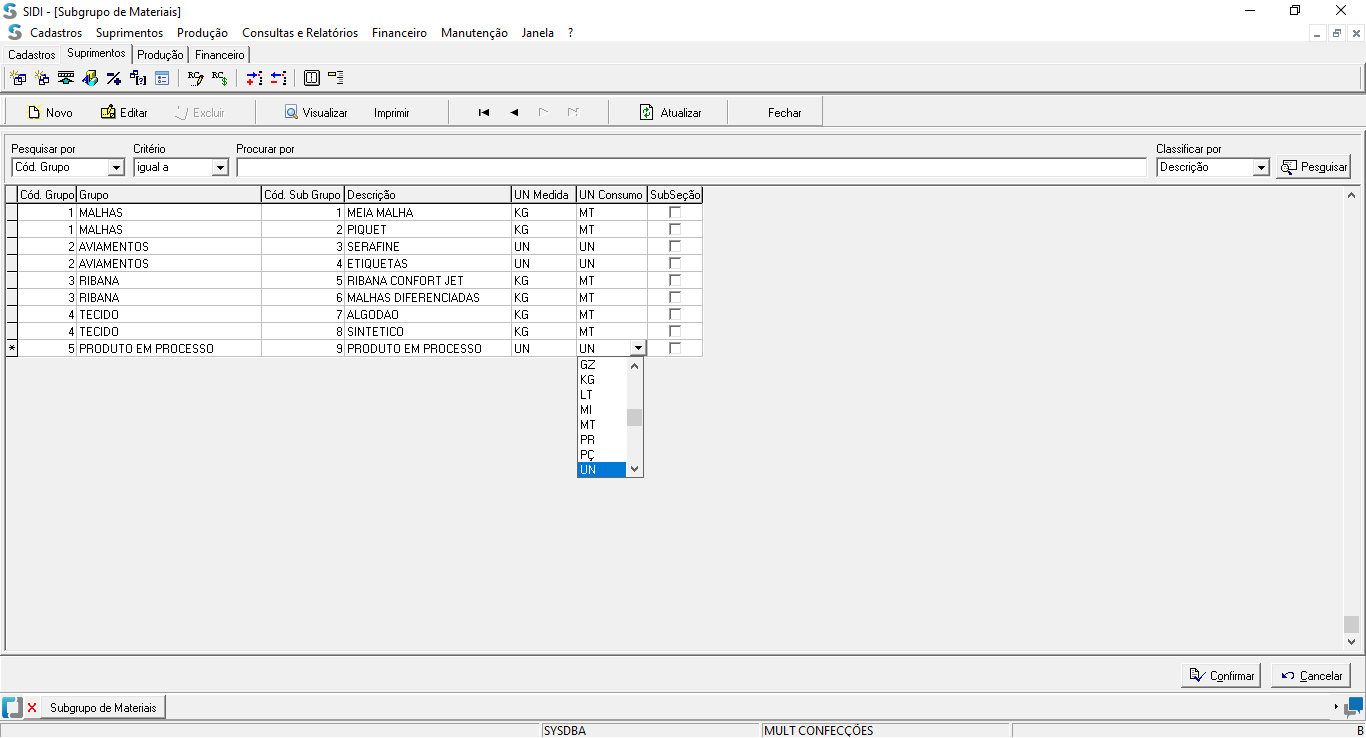 SIDI - [Subgrupo de Materiais]
Cadastros Suprimentos Produção Consultas e Relatórios Financeiro Manutenção Janela ?
Cadastros Suprimentos Produção Financeiro
Novo Editar Excluir Visualizar Imprimir Atualizar Fechar
Pesquisar por Critério Procurar por Classificar por
Cód. Grupo igual a Descrição Pesquisar
Cód. Grupo Grupo Cód. Sub Grupo Descrição UN Medida UN Consumo SubSeção
1 MALHAS 1 MEIA MALHA KG MT
1 MALHAS 2 PIQUET KG MT
2 AVIAMENTOS 3 SERAFINE UN UN
2 AVIAMENTOS 4 ETIQUETAS UN UN
3 RIBANA 5 RIBANA CONFORT JET KG MT
3 RIBANA 6 MALHAS DIFERENCIADAS KG MT
4 TECIDO 7 ALGODAO KG MT
4 TECIDO 8 SINTETICO KG MT
* 5 PRODUTO EM PROCESSO 9 PRODUTO EM PROCESSO UN UN
GZ
KG
LT
MI
MT
PR
PÇ
UN
Confirmar Cancelar
Subgrupo de Materiais
SYSDBA MULT CONFECÇÕES B